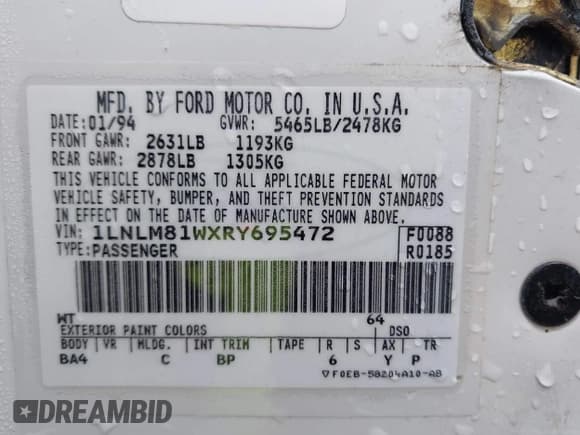 MFD. BY FORD MOTOR CO. IN U.S.A.
DATE: 01/94 GVWR: 5465LB/2478KG
FRONT GAWR: 2631LB 1193KG
REAR GAWR: 2878LB 1305KG
THIS VEHICLE CONFORMS TO ALL APPLICABLE FEDERAL MOTOR
VEHICLE SAFETY, BUMPER, AND THEFT PREVENTION STANDARDS
IN EFFECT ON THE DATE OF MANUFACTURE SHOWN ABOVE.
VIN: 1LNLM81WXRY695472 F0088
TYPE: PASSENGER R0185
WT 64
EXTERIOR PAINT COLORS DSO
BODY VR MLDG. INT TRIM TAPE R S AX TR
BA4 C BP 6 Y P
▽F0EB-58204A10-AB
DREAMBID